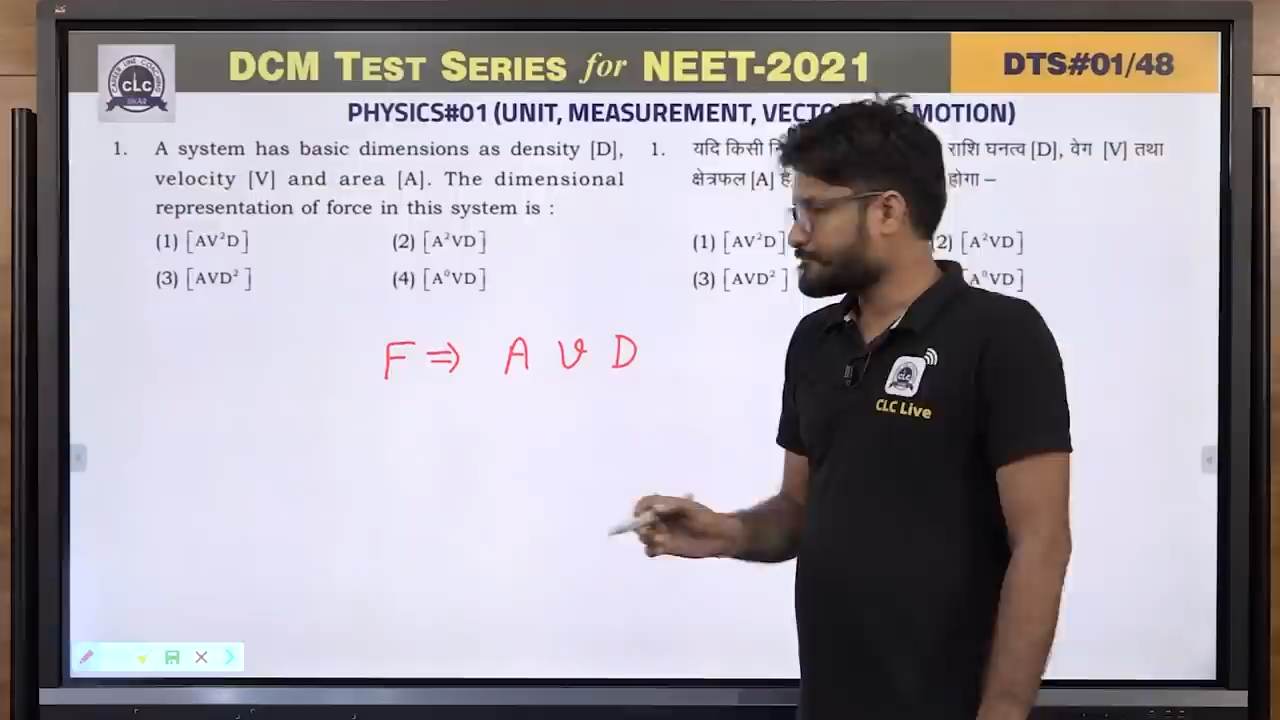 DCM TEST SERIES for NEET-2021
DTS#01/48
CLC
PHYSICS#01 (UNIT, MEASUREMENT, MOTION)
1. A system has basic dimensions as density [D], velocity [V] and area [A]. The dimensional representation of force in this system is :
(1) [AV²D] (2) [A²VD]
(3) [AVD²] (4) [A⁰VD]
1. यदि किसी राशि घनत्व [D], वेग [V] तथा
क्षेत्रफल [A] होगा –
(1) [AV²D] 2) [A²VD]
(3) [AVD²] [A⁰VD]
F ⇒ A V D
CLC Live